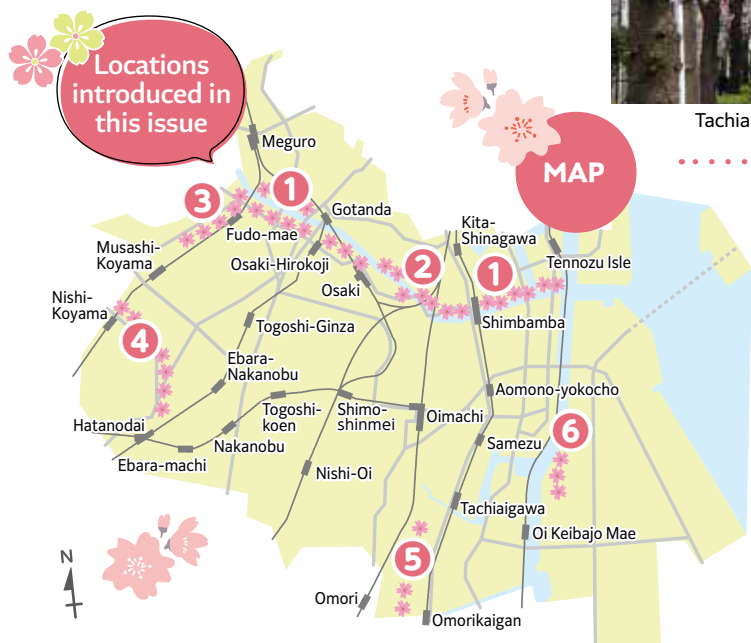 Locations
introduced in
this issue
Tachia
MAP
Meguro
1
3
Gotanda
Kita-
Shinagawa
Fudo-mae
Musashi-
Koyama
Osaki-Hirokoji
2
1
Tennozu Isle
Osaki
Nishi-
Koyama
Shimbamba
4
Togoshi-Ginza
Ebara-
Nakanobu
Aomono-yokocho
Togoshi-
koen
Shimo-
shinmei
Oimachi
6
Hatanodai
Samezu
Nakanobu
Ebara-machi
Nishi-Oi
Tachiaigawa
Oi Keibajo Mae
5
N
Omori
Omorikaigan